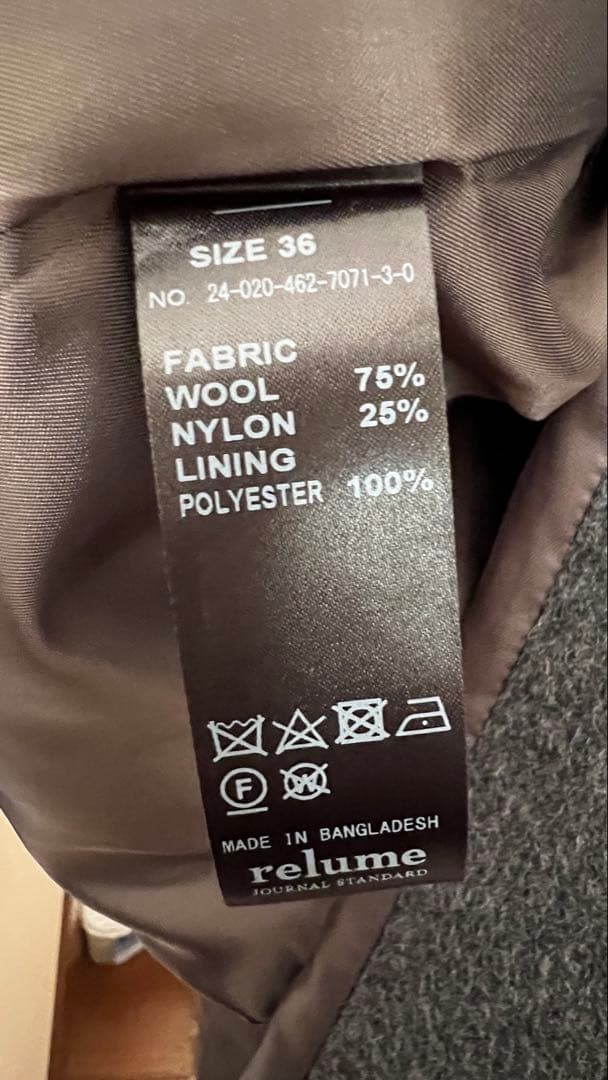 SIZE 36
NO. 24-020-462-7071-3-0
FABRIC
WOOL 75%
NYLON 25%
LINING
POLYESTER 100%
F W
MADE IN BANGLADESH
relume
JOURNAL STANDARD